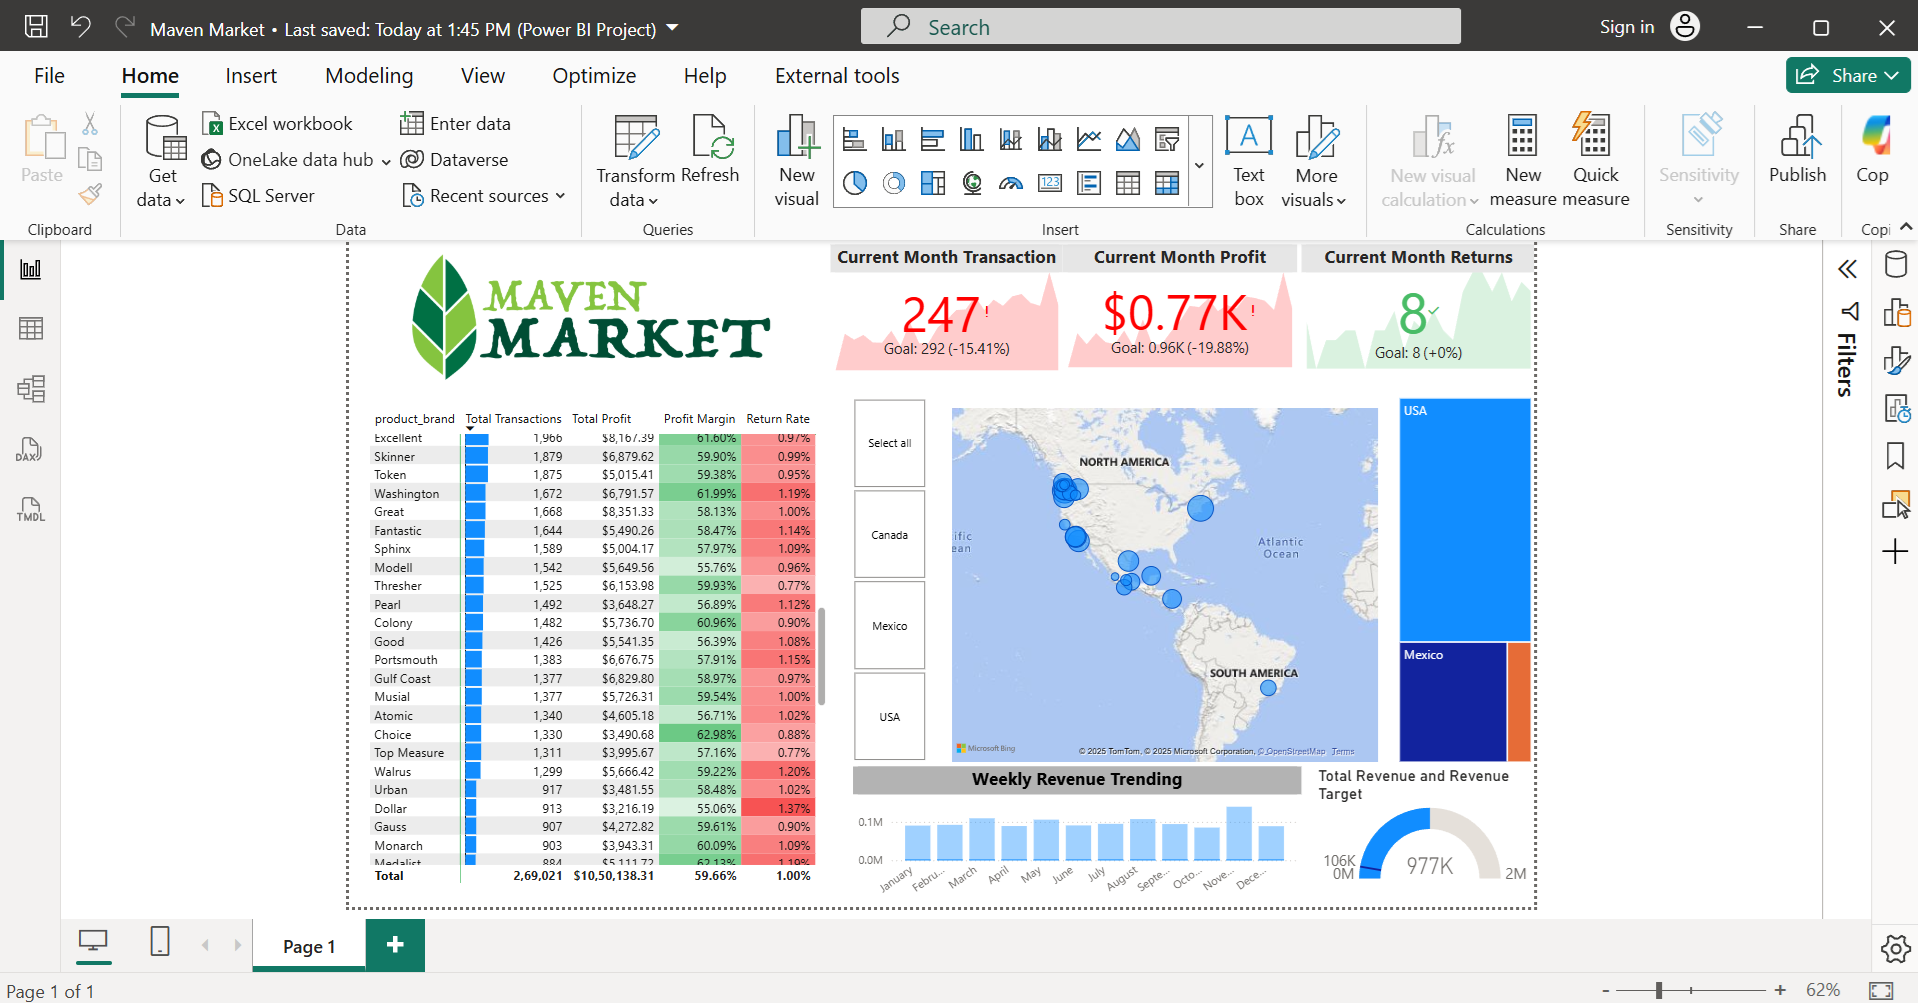 Maven Market • Last saved: Today at 1:45 PM (Power BI Project)
Search
Sign in
File Home Insert Modeling View Optimize Help External tools
Share
Paste
Clipboard
Get data
Excel workbook
OneLake data hub
SQL Server
Enter data
Dataverse
Recent sources
Data
Transform data
Refresh
Queries
New visual
123
A
Text box
More visuals
Insert
New visual calculation
fx
New measure
Quick measure
Calculations
Sensitivity
Sensitivity
Publish
Share
Cop
Copi
DAX
TMDL
MAVEN
MARKET
Current Month Transaction
247!
Goal: 292 (-15.41%)
Current Month Profit
$0.77K!
Goal: 0.96K (-19.88%)
Current Month Returns
8
Goal: 8 (+0%)
product_brand Total Transactions Total Profit Profit Margin Return Rate
Excellent 1,966 $8,167.39 61.60% 0.97%
Skinner 1,879 $6,879.62 59.90% 0.99%
Token 1,875 $5,015.41 59.38% 0.95%
Washington 1,672 $6,791.57 61.99% 1.19%
Great 1,668 $8,351.33 58.13% 1.00%
Fantastic 1,644 $5,490.26 58.47% 1.14%
Sphinx 1,589 $5,004.17 57.97% 1.09%
Modell 1,542 $5,649.56 55.76% 0.96%
Thresher 1,525 $6,153.98 59.93% 0.77%
Pearl 1,492 $3,648.27 56.89% 1.12%
Colony 1,482 $5,736.70 60.96% 0.90%
Good 1,426 $5,541.35 56.39% 1.08%
Portsmouth 1,383 $6,676.75 57.91% 1.15%
Gulf Coast 1,377 $6,829.80 58.97% 0.97%
Musial 1,377 $5,726.31 59.54% 1.00%
Atomic 1,340 $4,605.18 56.71% 1.02%
Choice 1,330 $3,490.68 62.98% 0.88%
Top Measure 1,311 $3,995.67 57.16% 0.77%
Walrus 1,299 $5,666.42 59.22% 1.20%
Urban 917 $3,481.55 58.48% 1.02%
Dollar 913 $3,216.19 55.06% 1.37%
Gauss 907 $4,272.82 59.61% 0.90%
Monarch 903 $3,943.31 60.09% 1.09%
Medalist 884 $5,111.72 62.13% 1.19%
Total 2,69,021 $10,50,138.31 59.66% 1.00%
Select all
Canada
Mexico
USA
NORTH AMERICA
ific
ean
Atlantic
Ocean
SOUTH AMERICA
Microsoft Bing
© 2025 TomTom, © 2025 Microsoft Corporation, © OpenStreetMap Terms
USA
Mexico
Weekly Revenue Trending
0.1M
0.0M
January Febru... March April May June July August Septe... Octo... Nove... Dece...
Total Revenue and Revenue
Target
106K
0M
977K
2M
Filters
Page 1
Page 1 of 1
- + 62%